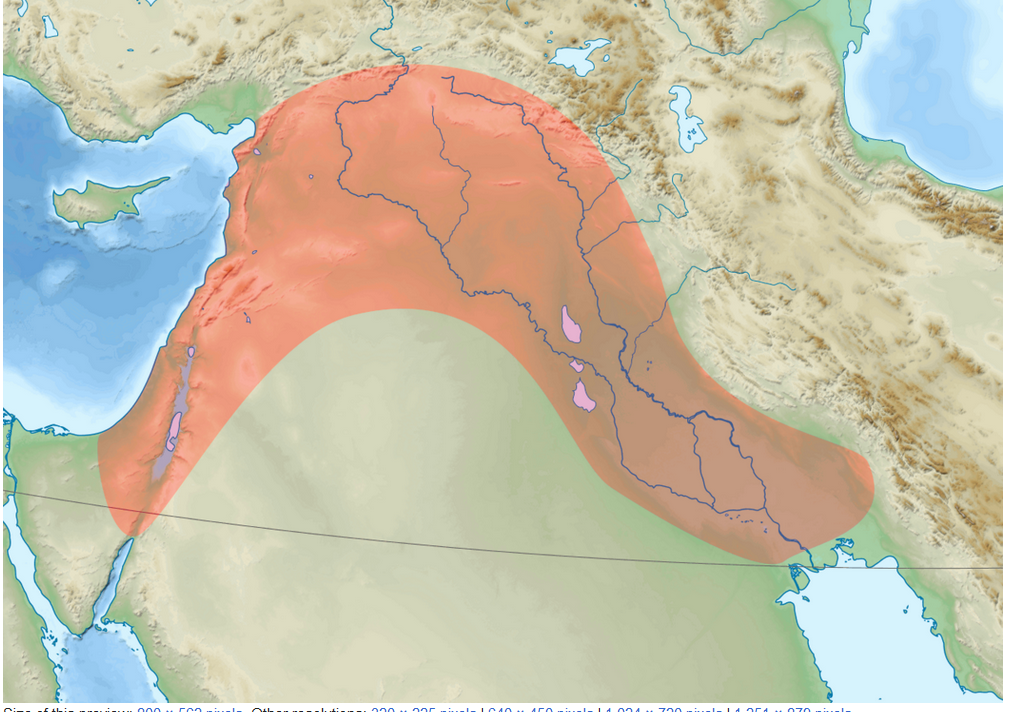 Size of this preview: 800 × 563 pixels. Other resolutions: 320 × 225 pixels | 640 × 450 pixels | 1,024 × 720 pixels | 1,251 × 879 pixels.